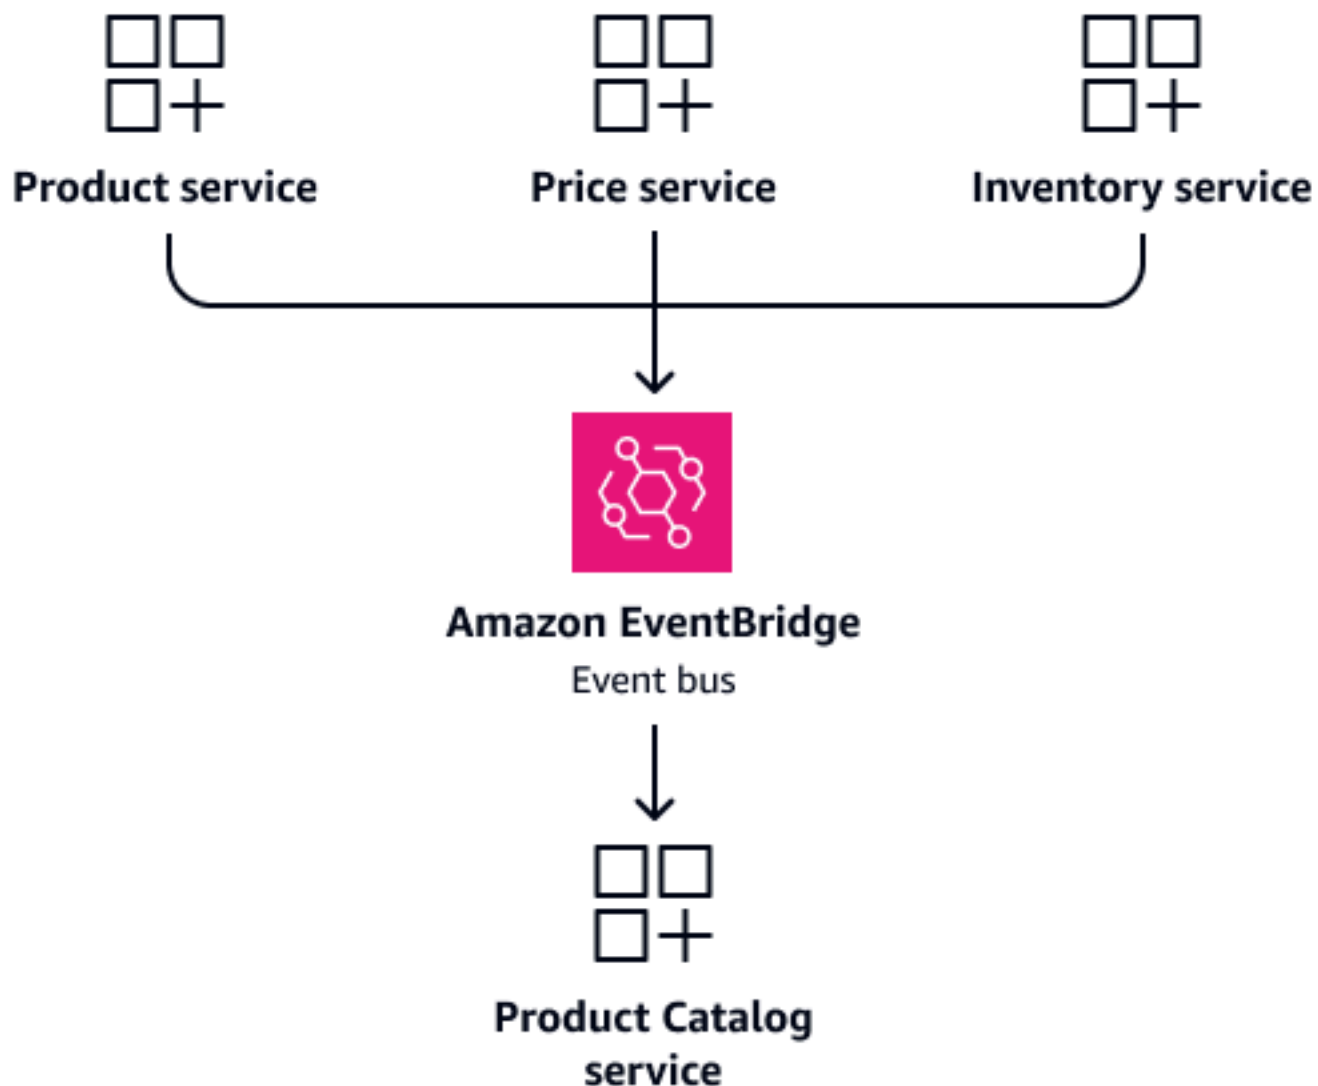 Product service
Price service
Inventory service
Amazon EventBridge
Event bus
Product Catalog
service